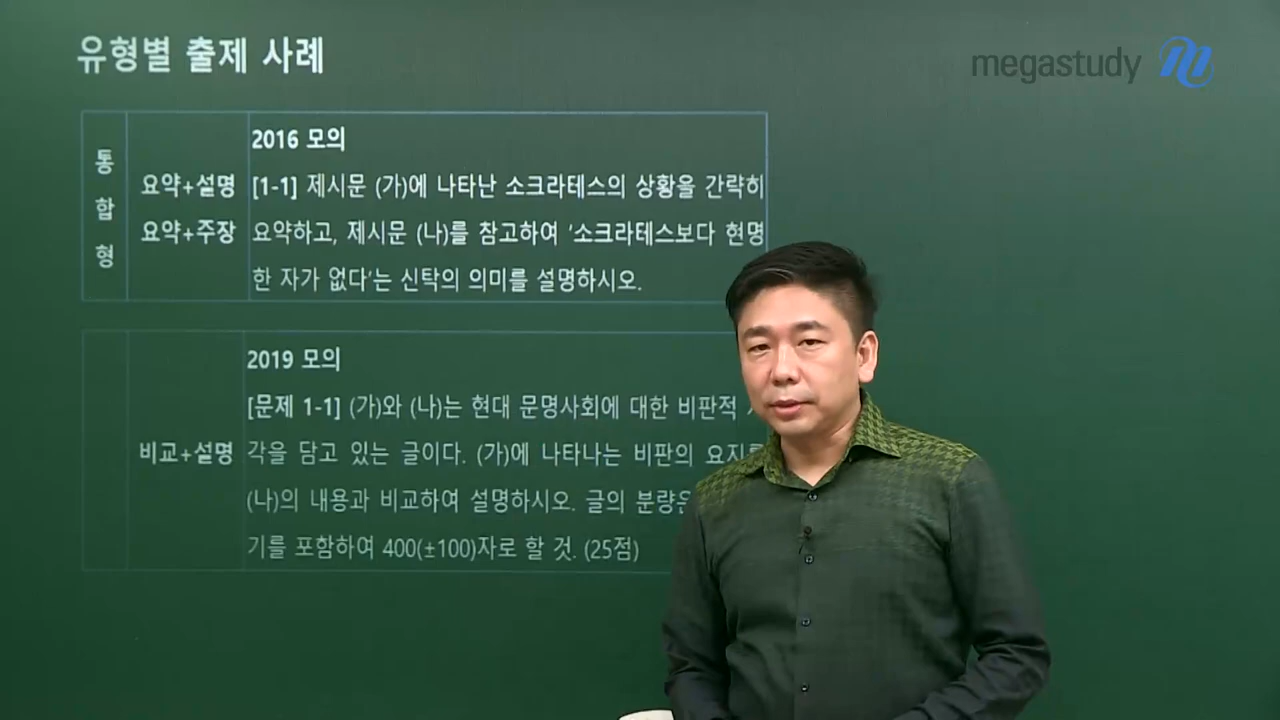 유형별 출제 사례
megastudy
통합형
요약+설명
요약+주장
2016 모의
[1-1] 제시문 (가)에 나타난 소크라테스의 상황을 간략히
요약하고, 제시문 (나)를 참고하여 '소크라테스보다 현명
한 자가 없다'는 신탁의 의미를 설명하시오.
비교+설명
2019 모의
[문제 1-1] (가)와 (나)는 현대 문명사회에 대한 비판적
각을 담고 있는 글이다. (가)에 나타나는 비판의 요지를
(나)의 내용과 비교하여 설명하시오. 글의 분량은
기를 포함하여 400(±100)자로 할 것. (25점)